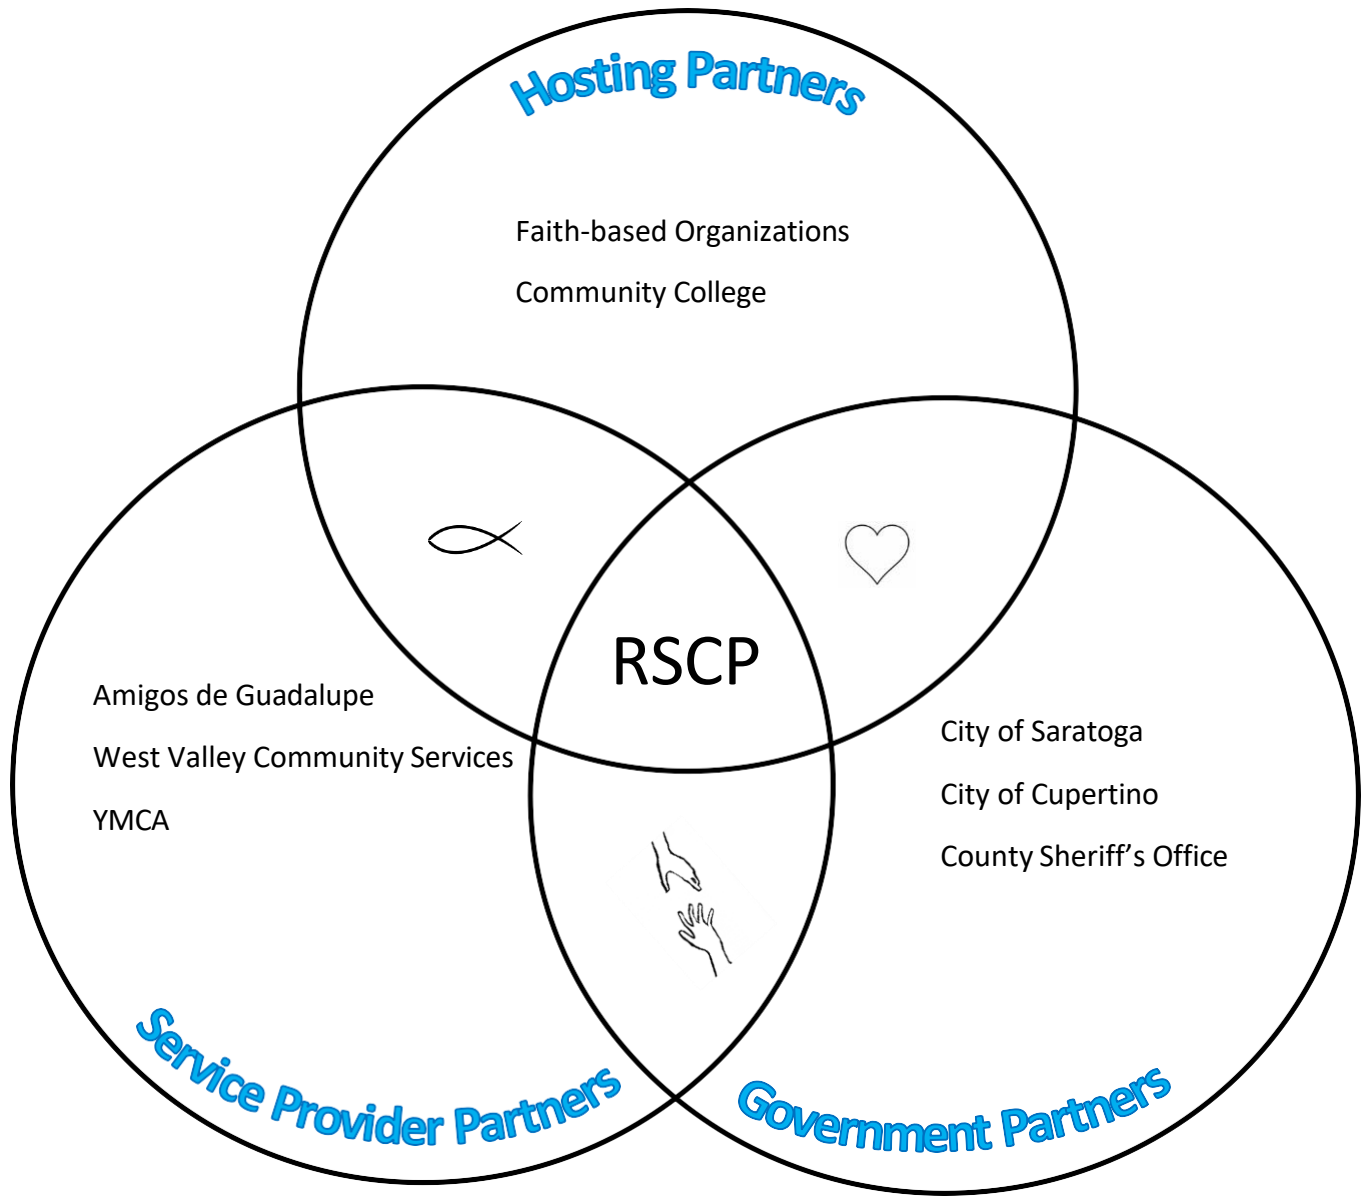 Hosting Partners
Faith-based Organizations
Community College
RSCP
Amigos de Guadalupe
West Valley Community Services
YMCA
City of Saratoga
City of Cupertino
County Sheriff’s Office
Service Provider Partners
Government Partners